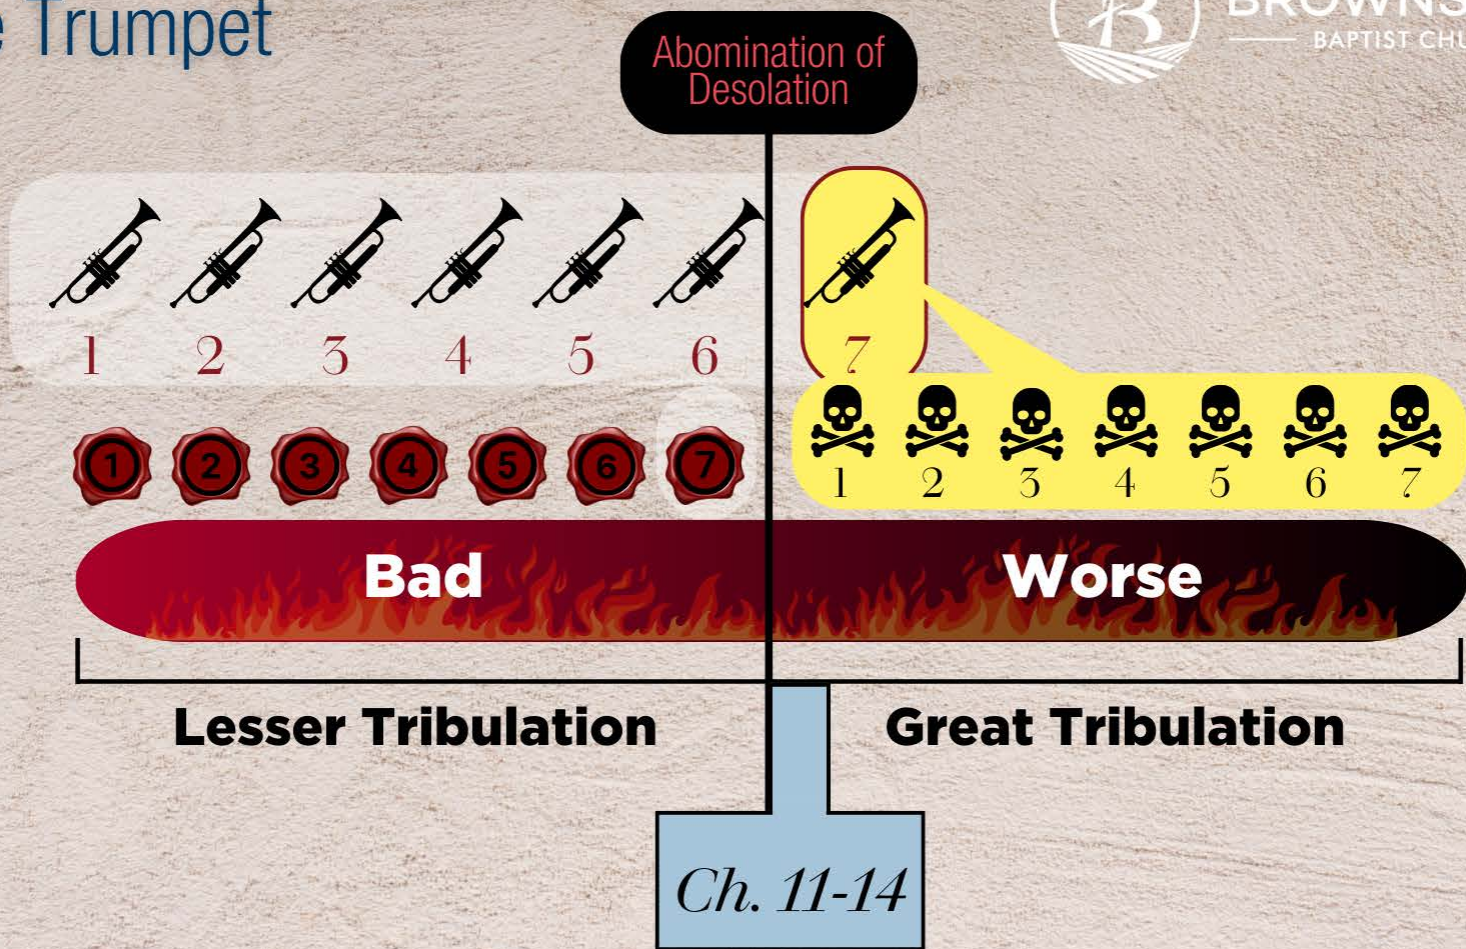 Trumpet
BAPTIST
Abomination of
Desolation
1 2 3 4 5 6 7
1 2 3 4 5 6 7
1 2 3 4 5 6 7
Bad Worse
Lesser Tribulation Great Tribulation
Ch. 11-14